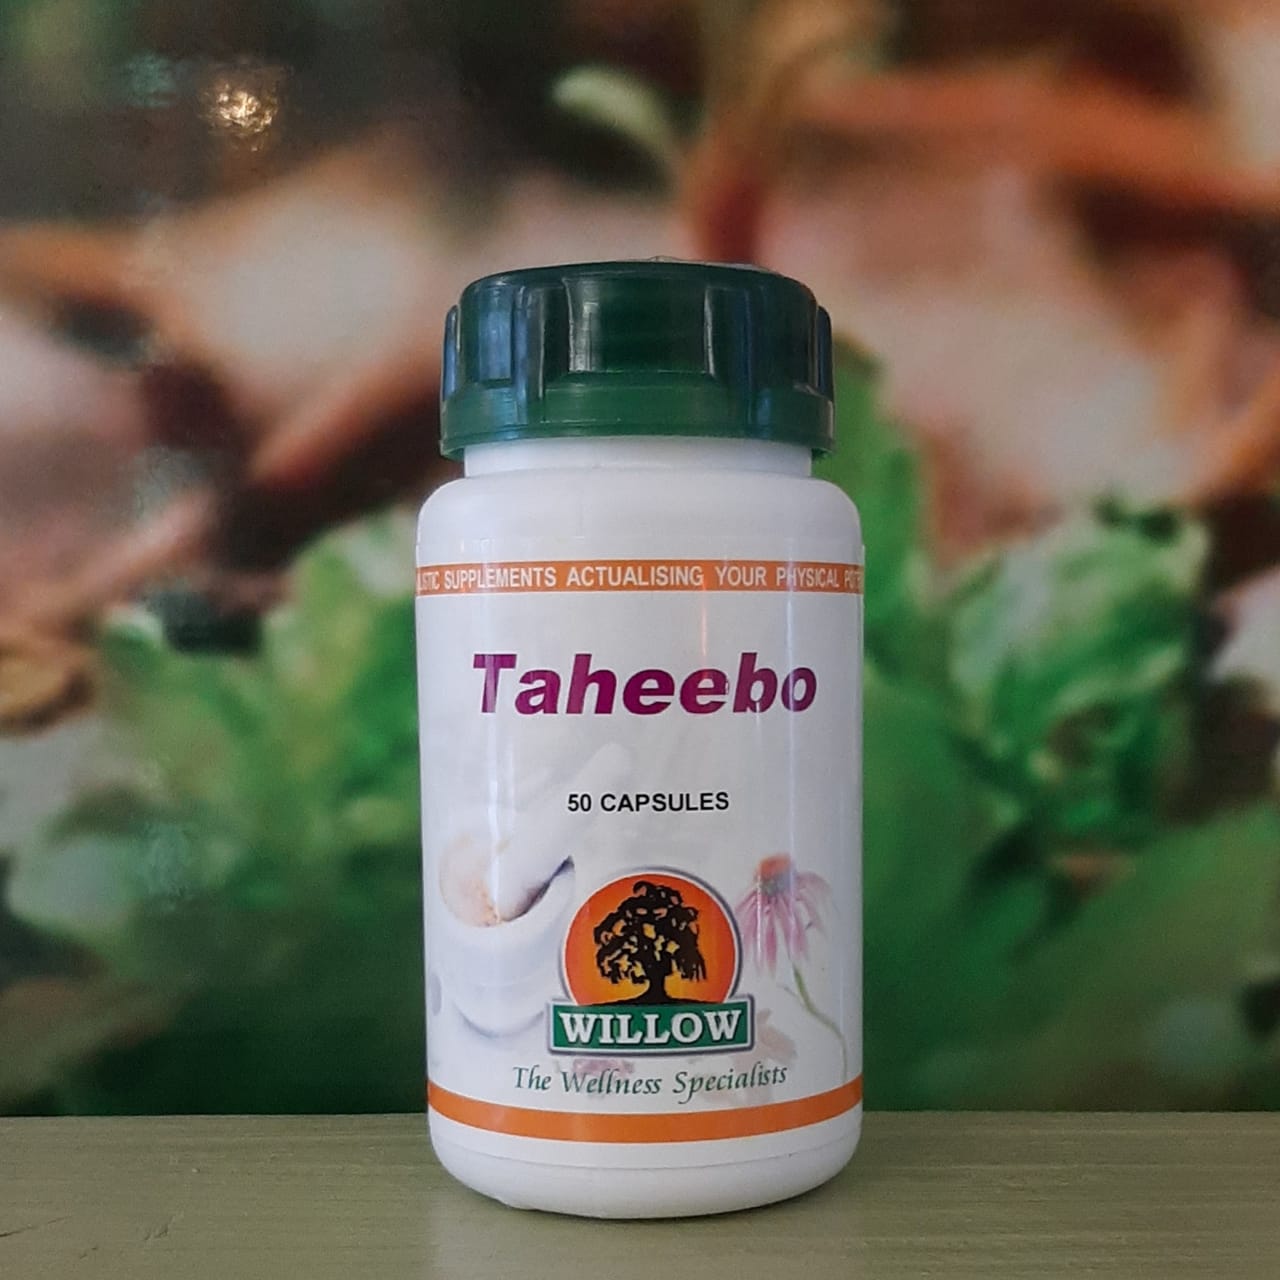 SUPPLEMENTS ACTUALISING YOUR PHYSICAL
Taheebo
50 CAPSULES
WILLOW
The Wellness Specialists